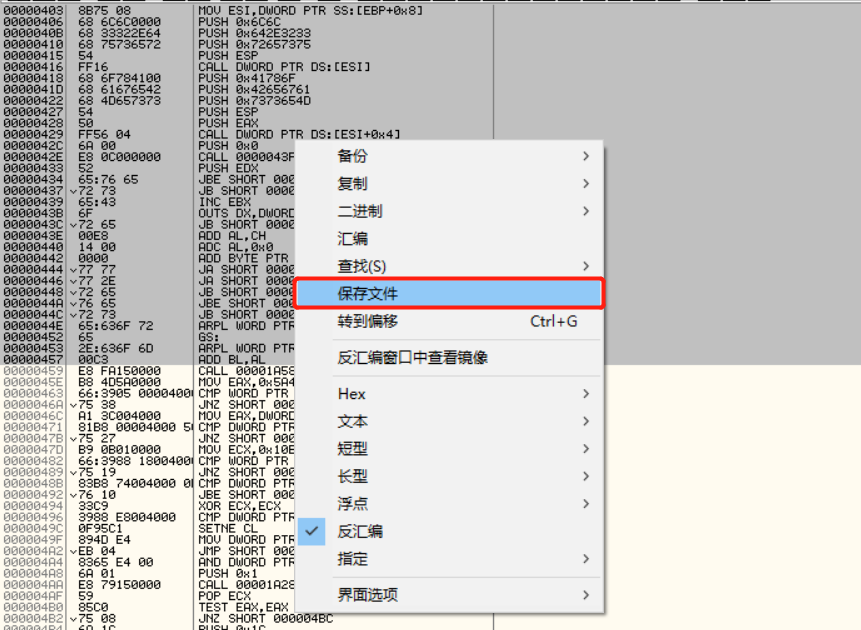 00000403 8B75 08 MOV ESI,DWORD PTR SS:[EBP+0x8]
00000406 68 6C6C0000 PUSH 0x6C6C
0000040B 68 33322E64 PUSH 0x642E3233
00000410 68 75736572 PUSH 0x72657375
00000415 54 PUSH ESP
00000416 FF16 CALL DWORD PTR DS:[ESI]
00000418 68 6F784100 PUSH 0x41786F
0000041D 68 61676542 PUSH 0x42656761
00000422 68 4D657373 PUSH 0x7373654D
00000427 54 PUSH ESP
00000428 50 PUSH EAX
00000429 FF56 04 CALL DWORD PTR DS:[ESI+0x4]
0000042C 6A 00 PUSH 0x0
0000042E E8 0C000000 CALL 0000043F
00000433 52 PUSH EDX
00000434 65:76 65 JBE SHORT 000
00000437 72 73 JB SHORT 0000
00000439 65:43 INC EBX
0000043B 6F OUTS DX,DWORD
0000043C 72 65 JB SHORT 0000
0000043E 00E8 ADD AL,CH
00000440 14 00 ADC AL,0x0
00000442 0000 ADD BYTE PTR
00000444 77 77 JA SHORT 0000
00000446 77 2E JA SHORT 0000
00000448 72 65 JB SHORT 0000
0000044A 76 65 JBE SHORT 000
0000044C 72 73 JB SHORT 0000
0000044E 65:636F 72 ARPL WORD PTR
00000452 65 GS:
00000453 2E:636F 6D ARPL WORD PTR
00000457 00C3 ADD BL,AL
00000459 E8 FA150000 CALL 00001A58
0000045E B8 4D5A0000 MOV EAX,0x5A4
00000463 66:3905 00004000 CMP WORD PTR
0000046A 75 38 JNZ SHORT 000
0000046C A1 3C004000 MOV EAX,DWORD
00000471 81B8 00004000 50 CMP DWORD PTR
0000047B 75 27 JNZ SHORT 000
0000047D B9 0B010000 MOV ECX,0x10B
00000482 66:3988 18004000 CMP WORD PTR
00000489 75 19 JNZ SHORT 000
0000048B 83B8 74004000 0 CMP DWORD PTR
00000492 76 10 JBE SHORT 000
00000494 33C9 XOR ECX,ECX
00000496 3988 E8004000 CMP DWORD PTR
0000049C 0F95C1 SETNE CL
0000049F 894D E4 MOV DWORD PTR
000004A2 EB 04 JMP SHORT 000
000004A4 8365 E4 00 AND DWORD PTR
000004A8 6A 01 PUSH 0x1
000004AA E8 79150000 CALL 00001A28
000004AF 59 POP ECX
000004B0 85C0 TEST EAX,EAX
000004B2 75 08 JNZ SHORT 000004BC
000004B4 6A 1C PUSH 0x1C
备份
复制
二进制
汇编
查找(S)
保存文件
转到偏移 Ctrl+G
反汇编窗口中查看镜像
Hex
文本
短型
长型
浮点
反汇编
指定
界面选项